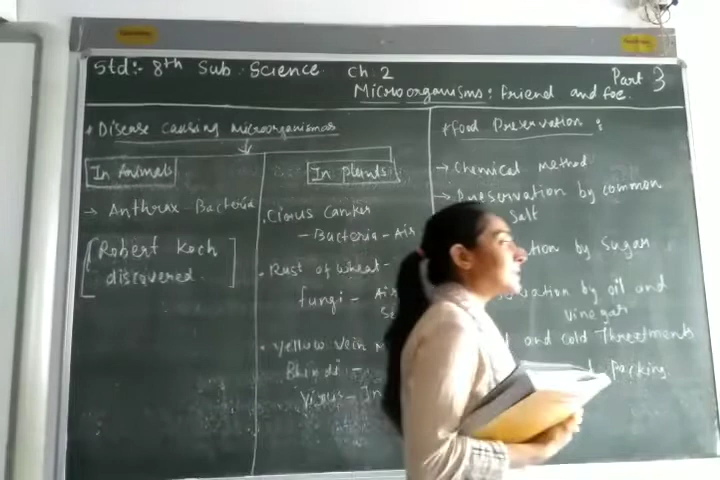 Std:- 8th Sub. Science Ch. 2
Microorganisms: friend and foe. Part 3
Disease causing microorganismas
In Animals
→ Anthrax - Bacteria
[Robert Koch
discovered]
In plants
. Citrus Canker
- Bacteria - Air
. Rust of wheat -
fungi - Air
. Yellow vein
Bhindi -
Virus -
Food Preservation :
→ Chemical method
→ Preservation by common
salt
by Sugar
by oil and
vinegar
and cold Threetments
Packing